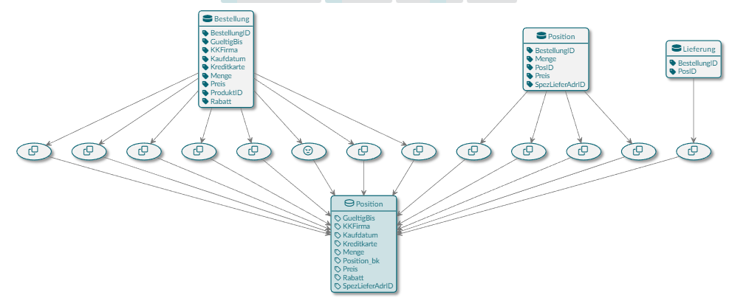 Bestellung
BestellungID
GueltigBis
KKFirma
Kaufdatum
Kreditkarte
Menge
Preis
ProduktID
Rabatt
Position
BestellungID
Menge
PosID
Preis
SpezLieferAdrID
Lieferung
BestellungID
PosID
Position
GueltigBis
KKFirma
Kaufdatum
Kreditkarte
Menge
Position_bk
Preis
Rabatt
SpezLieferAdrID